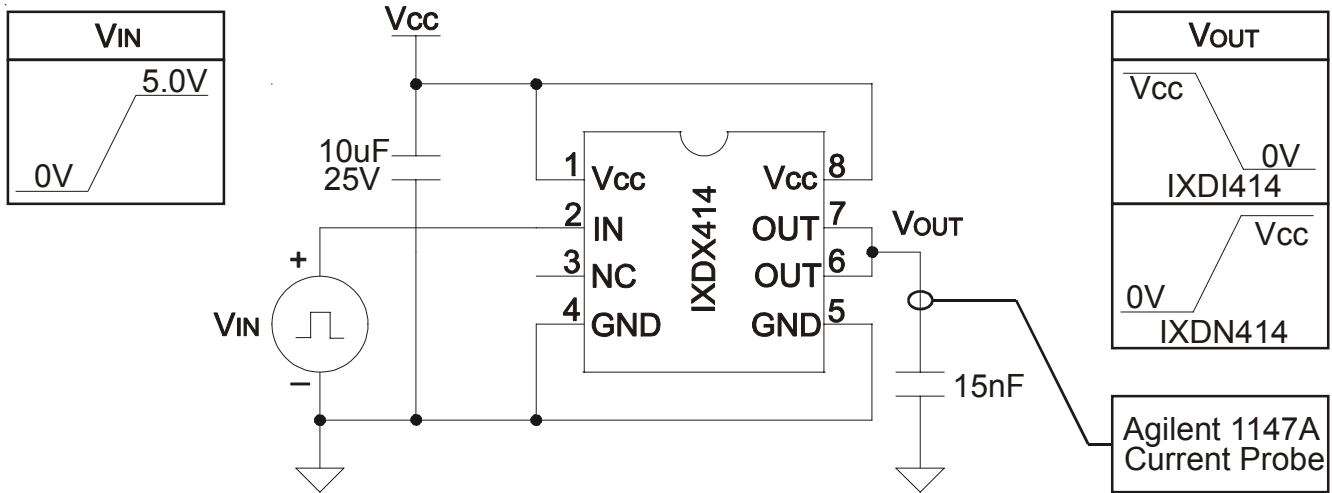 VIN
0V
5.0V
Vcc
10uF
25V
1
Vcc
2
IN
3
NC
4
GND
IXDX414
Vcc
8
OUT
7
OUT
6
GND
5
+
VIN
–
VOUT
15nF
VOUT
Vcc
0V
IXDI414
Vcc
0V
IXDN414
Agilent 1147A
Current Probe